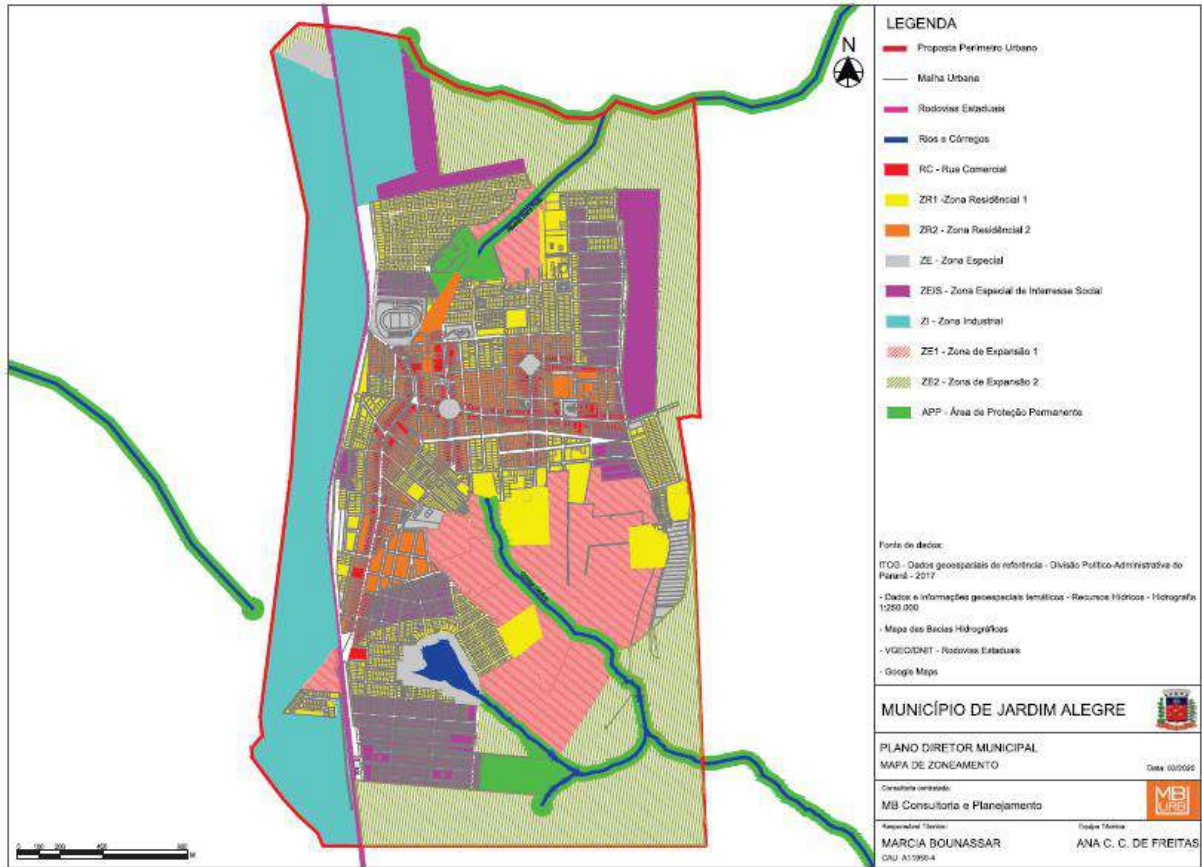 N
LEGENDA
Proposta Perímetro Urbano
Malha Urbana
Rodovias Estaduais
Rios e Córregos
RC - Rua Comercial
ZR1 -Zona Residêncial 1
ZR2 - Zona Residêncial 2
ZE - Zona Especial
ZEIS - Zona Especial de Interresse Social
ZI - Zona Industrial
ZE1 - Zona de Expansão 1
ZE2 - Zona de Expansão 2
APP - Área de Proteção Permanente
Fonte de dados:
ITCG - Dados geoespaciais de referência - Divisão Político-Administrativa do
Paraná - 2017
- Dados e informações geoespaciais temáticos - Recursos Hídricos - Hidrografia
1:250.000
- Mapa das Bacias Hidrográficas
- VGEO/DNIT - Rodovias Estaduais
- Google Maps
MUNICÍPIO DE JARDIM ALEGRE
PLANO DIRETOR MUNICIPAL
MAPA DE ZONEAMENTO
Data: 03/2020
Consultoria contratada:
MB Consultoria e Planejamento
MB
URB
Responsável Técnico:
Equipe Técnica:
MARCIA BOUNASSAR
ANA C. C. DE FREITAS
CAU
0 100 200 400
M